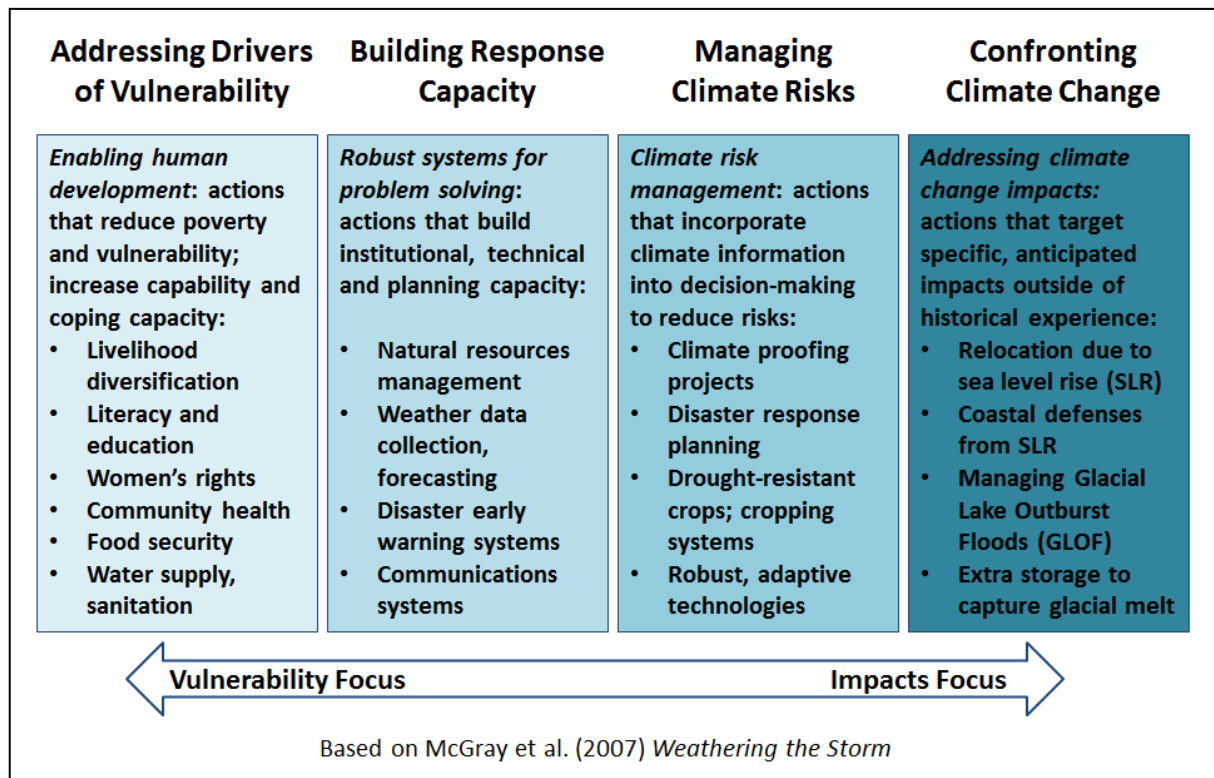 Addressing Drivers
of Vulnerability
Building Response
Capacity
Managing
Climate Risks
Confronting
Climate Change
Enabling human
development: actions
that reduce poverty
and vulnerability;
increase capability and
coping capacity:
• Livelihood
diversification
• Literacy and
education
• Women's rights
• Community health
• Food security
• Water supply,
sanitation
Robust systems for
problem solving:
actions that build
institutional, technical
and planning capacity:
• Natural resources
management
• Weather data
collection,
forecasting
• Disaster early
warning systems
• Communications
systems
Climate risk
management: actions
that incorporate
climate information
into decision-making
to reduce risks:
• Climate proofing
projects
• Disaster response
planning
• Drought-resistant
crops; cropping
systems
• Robust, adaptive
technologies
Addressing climate
change impacts:
actions that target
specific, anticipated
impacts outside of
historical experience:
• Relocation due to
sea level rise (SLR)
• Coastal defenses
from SLR
• Managing Glacial
Lake Outburst
Floods (GLOF)
• Extra storage to
capture glacial melt
Vulnerability Focus
Impacts Focus
Based on McGray et al. (2007) Weathering the Storm